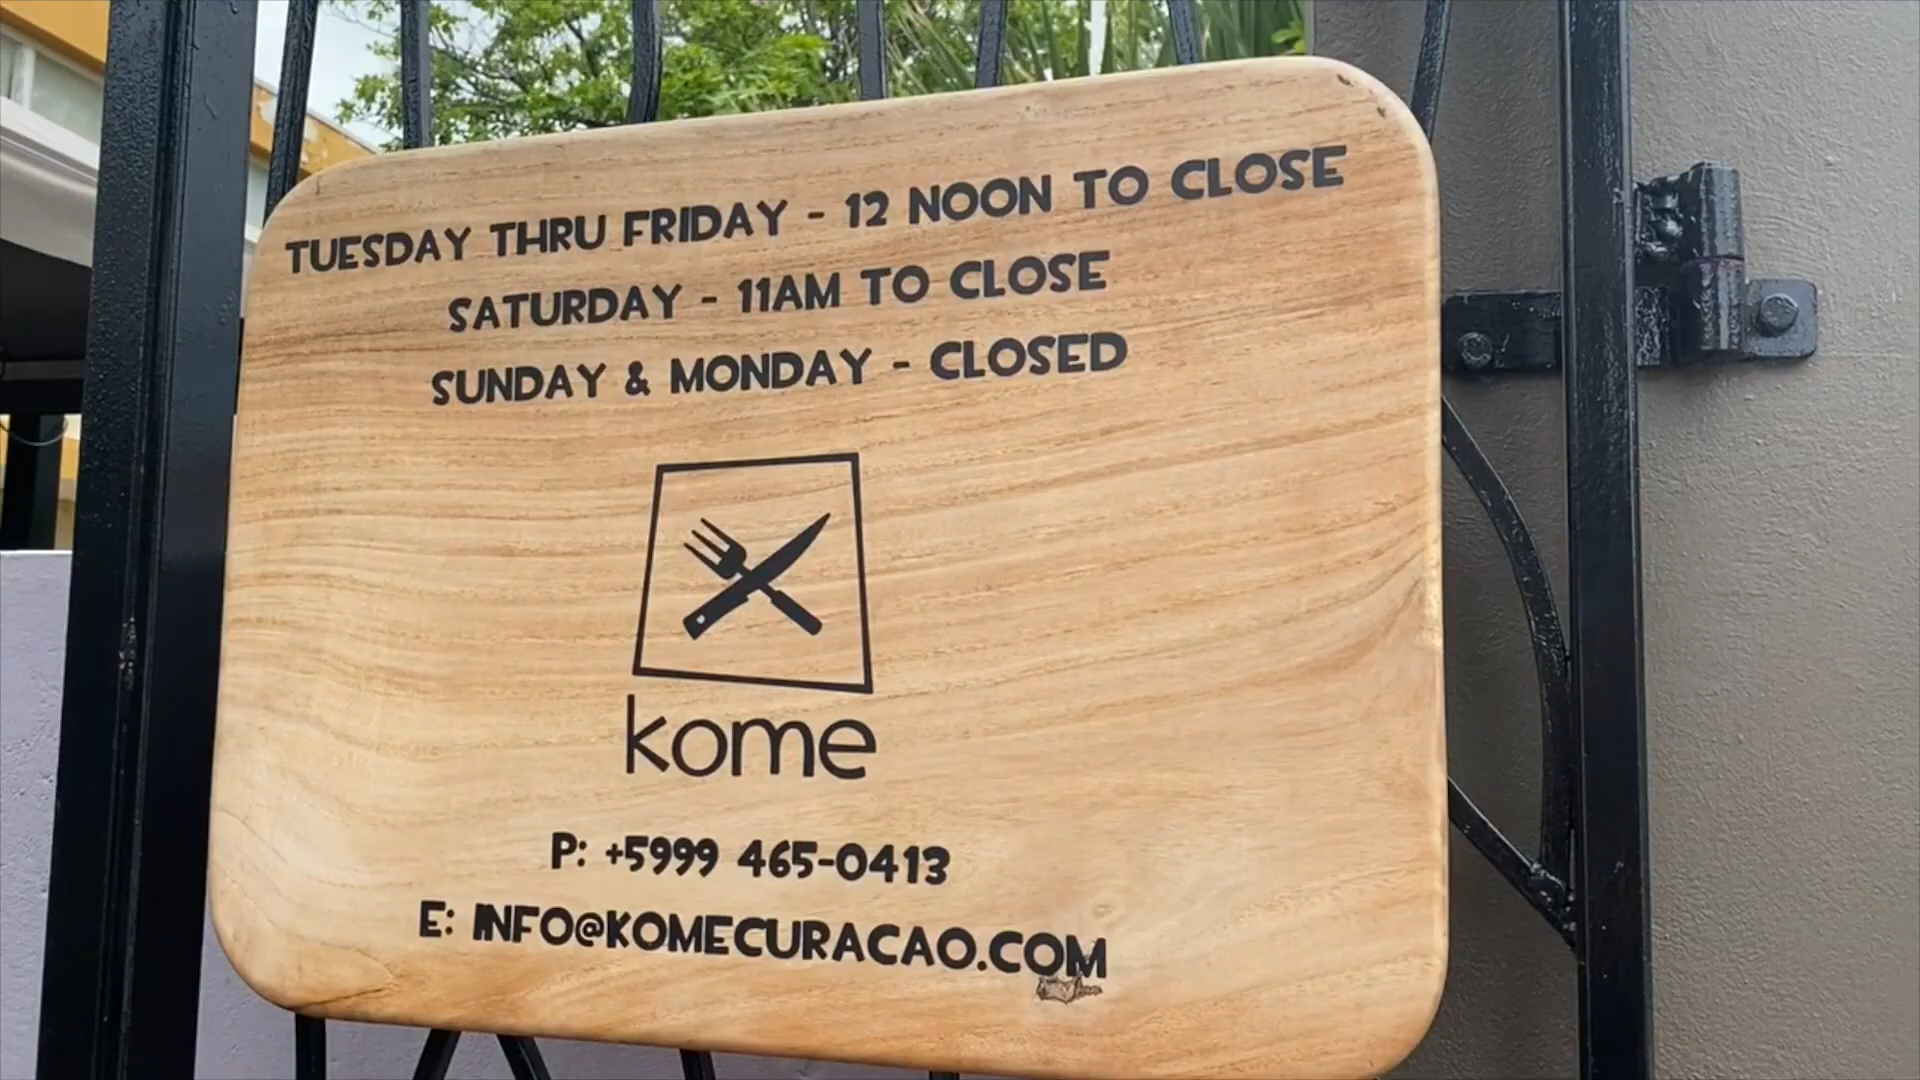 TUESDAY THRU FRIDAY - 12 NOON TO CLOSE
SATURDAY - 11AM TO CLOSE
SUNDAY & MONDAY - CLOSED
kome
P: +5999 465-0413
E: INFO@KOMECURACAO.COM